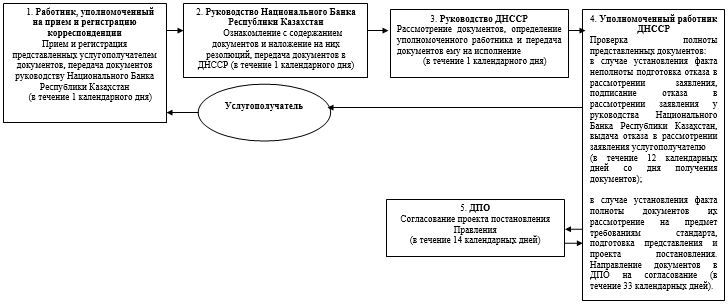 1. Работник, уполномоченный
на прием и регистрацию
корреспонденции
Прием и регистрация
представленных услугополучателем
документов, передача документов
руководству Национального Банка
Республики Казахстан
(в течение 1 календарного дня)
2. Руководство Национального Банка
Республики Казахстан
Ознакомление с содержанием
документов и наложение на них
резолюций, передача документов в
ДНССР (в течение 1 календарного дня)
3. Руководство ДНССР
Рассмотрение документов, определение
уполномоченного работника и передача
документов ему на исполнение
(в течение 1 календарного дня)
4. Уполномоченный работник
ДНССР
Проверка полноты
представленных документов:
в случае установления факта
неполноты подготовка отказа в
рассмотрении заявления,
подписание отказа в
рассмотрении заявления у
руководства Национального
Банка Республики Казахстан,
выдача отказа в рассмотрении
заявления услугополучателю
(в течение 12 календарных
дней со дня получения
документов);
в случае установления факта
полноты документов их
рассмотрение на предмет
требованиям стандарта,
подготовка представления и
проекта постановления.
Направление документов в
ДПО на согласование (в
течение 33 календарных дней).
Услугополучатель
5. ДПО
Согласование проекта постановления
Правления
(в течение 14 календарных дней)